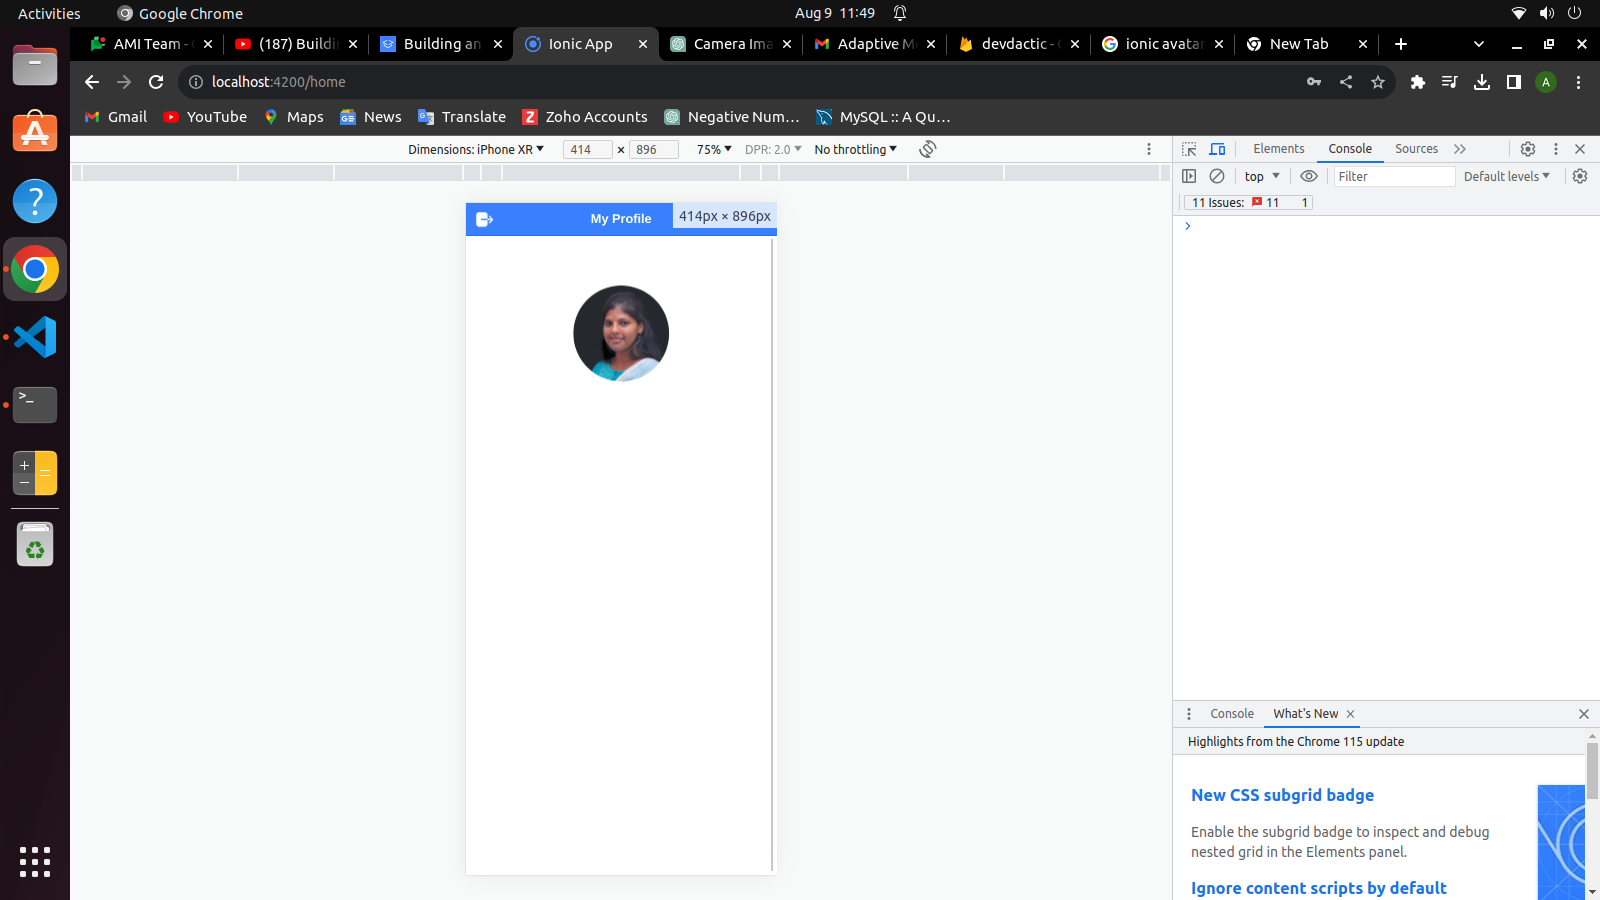 Activities
Google Chrome
Aug 9 11:49
AMI Team -
(187) Buildi
Building an
Ionic App
Camera Ima
Adaptive M
devdactic -
ionic avatar
New Tab
localhost:4200/home
A
Gmail
YouTube
Maps
News
Translate
Zoho Accounts
Negative Num…
MySQL :: A Qu…
Dimensions: iPhone XR
414
×
896
75%
DPR: 2.0
No throttling
Elements
Console
Sources
top
Filter
Default levels
11 Issues:
11
1
My Profile
414px × 896px
Console
What's New
Highlights from the Chrome 115 update
New CSS subgrid badge
Enable the subgrid badge to inspect and debug
nested grid in the Elements panel.
Ignore content scripts by default